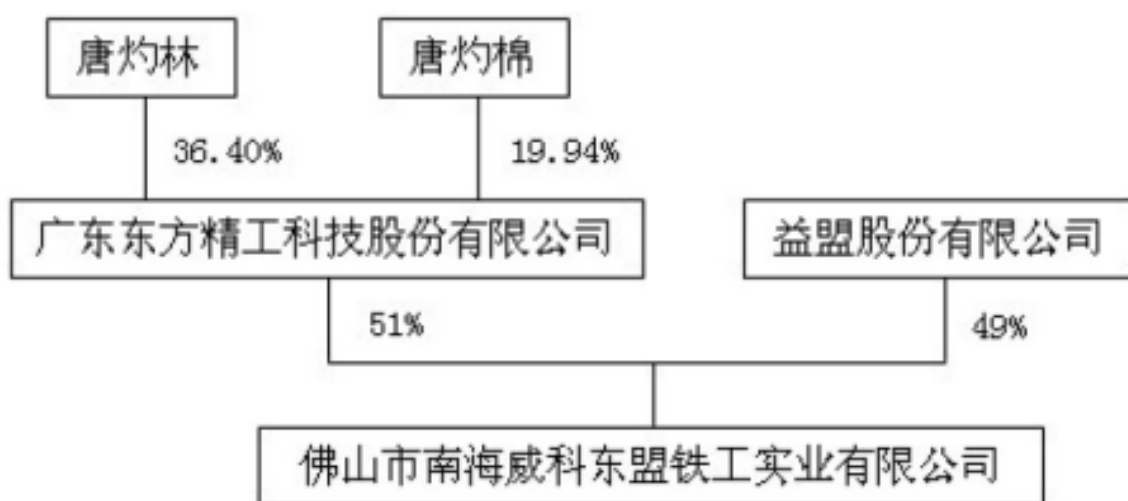 唐灼林
唐灼棉
36.40%
19.94%
广东东方精工科技股份有限公司
益盟股份有限公司
51%
49%
佛山市南海威科东盟铁工实业有限公司